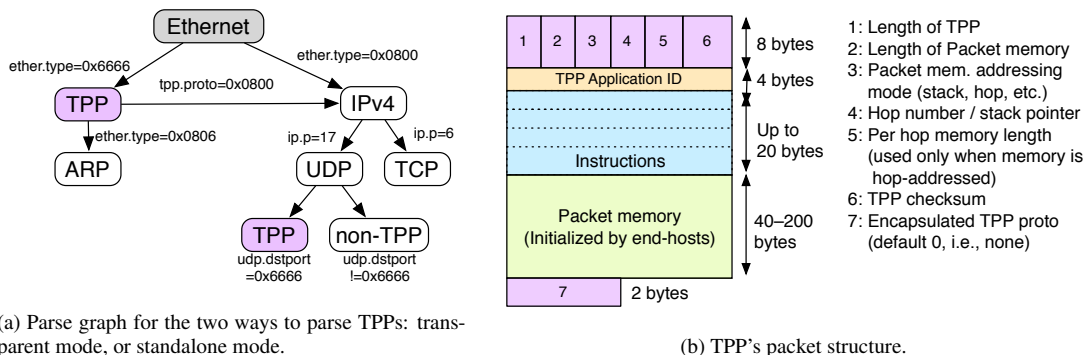 Ethernet
ether.type=0x6666
ether.type=0x0800
tpp.proto=0x0800
TPP
IPv4
ether.type=0x0806
ip.p=17
ip.p=6
ARP
UDP
TCP
TPP
non-TPP
udp.dstport
=0x6666
udp.dstport
!=0x6666
(a) Parse graph for the two ways to parse TPPs: trans-
parent mode, or standalone mode.
1 2 3 4 5 6
8 bytes
TPP Application ID
4 bytes
Instructions
Up to
20 bytes
Packet memory
(Initialized by end-hosts)
40–200
bytes
7
2 bytes
1: Length of TPP
2: Length of Packet memory
3: Packet mem. addressing
mode (stack, hop, etc.)
4: Hop number / stack pointer
5: Per hop memory length
(used only when memory is
hop-addressed)
6: TPP checksum
7: Encapsulated TPP proto
(default 0, i.e., none)
(b) TPP's packet structure.